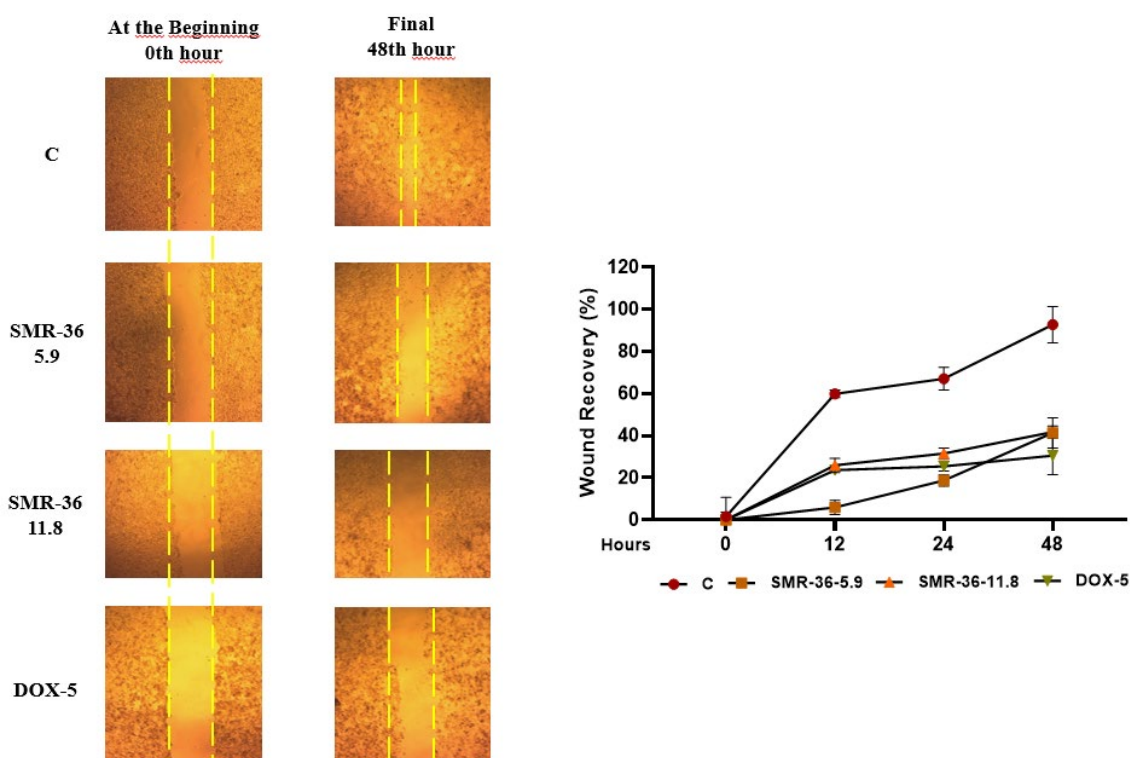 At the Beginning
0th hour
Final
48th hour
C
SMR-36
5.9
SMR-36
11.8
DOX-5
120
100
80
60
40
20
0
Wound Recovery (%)
Hours 0 12 24 48
C SMR-36-5.9 SMR-36-11.8 DOX-5